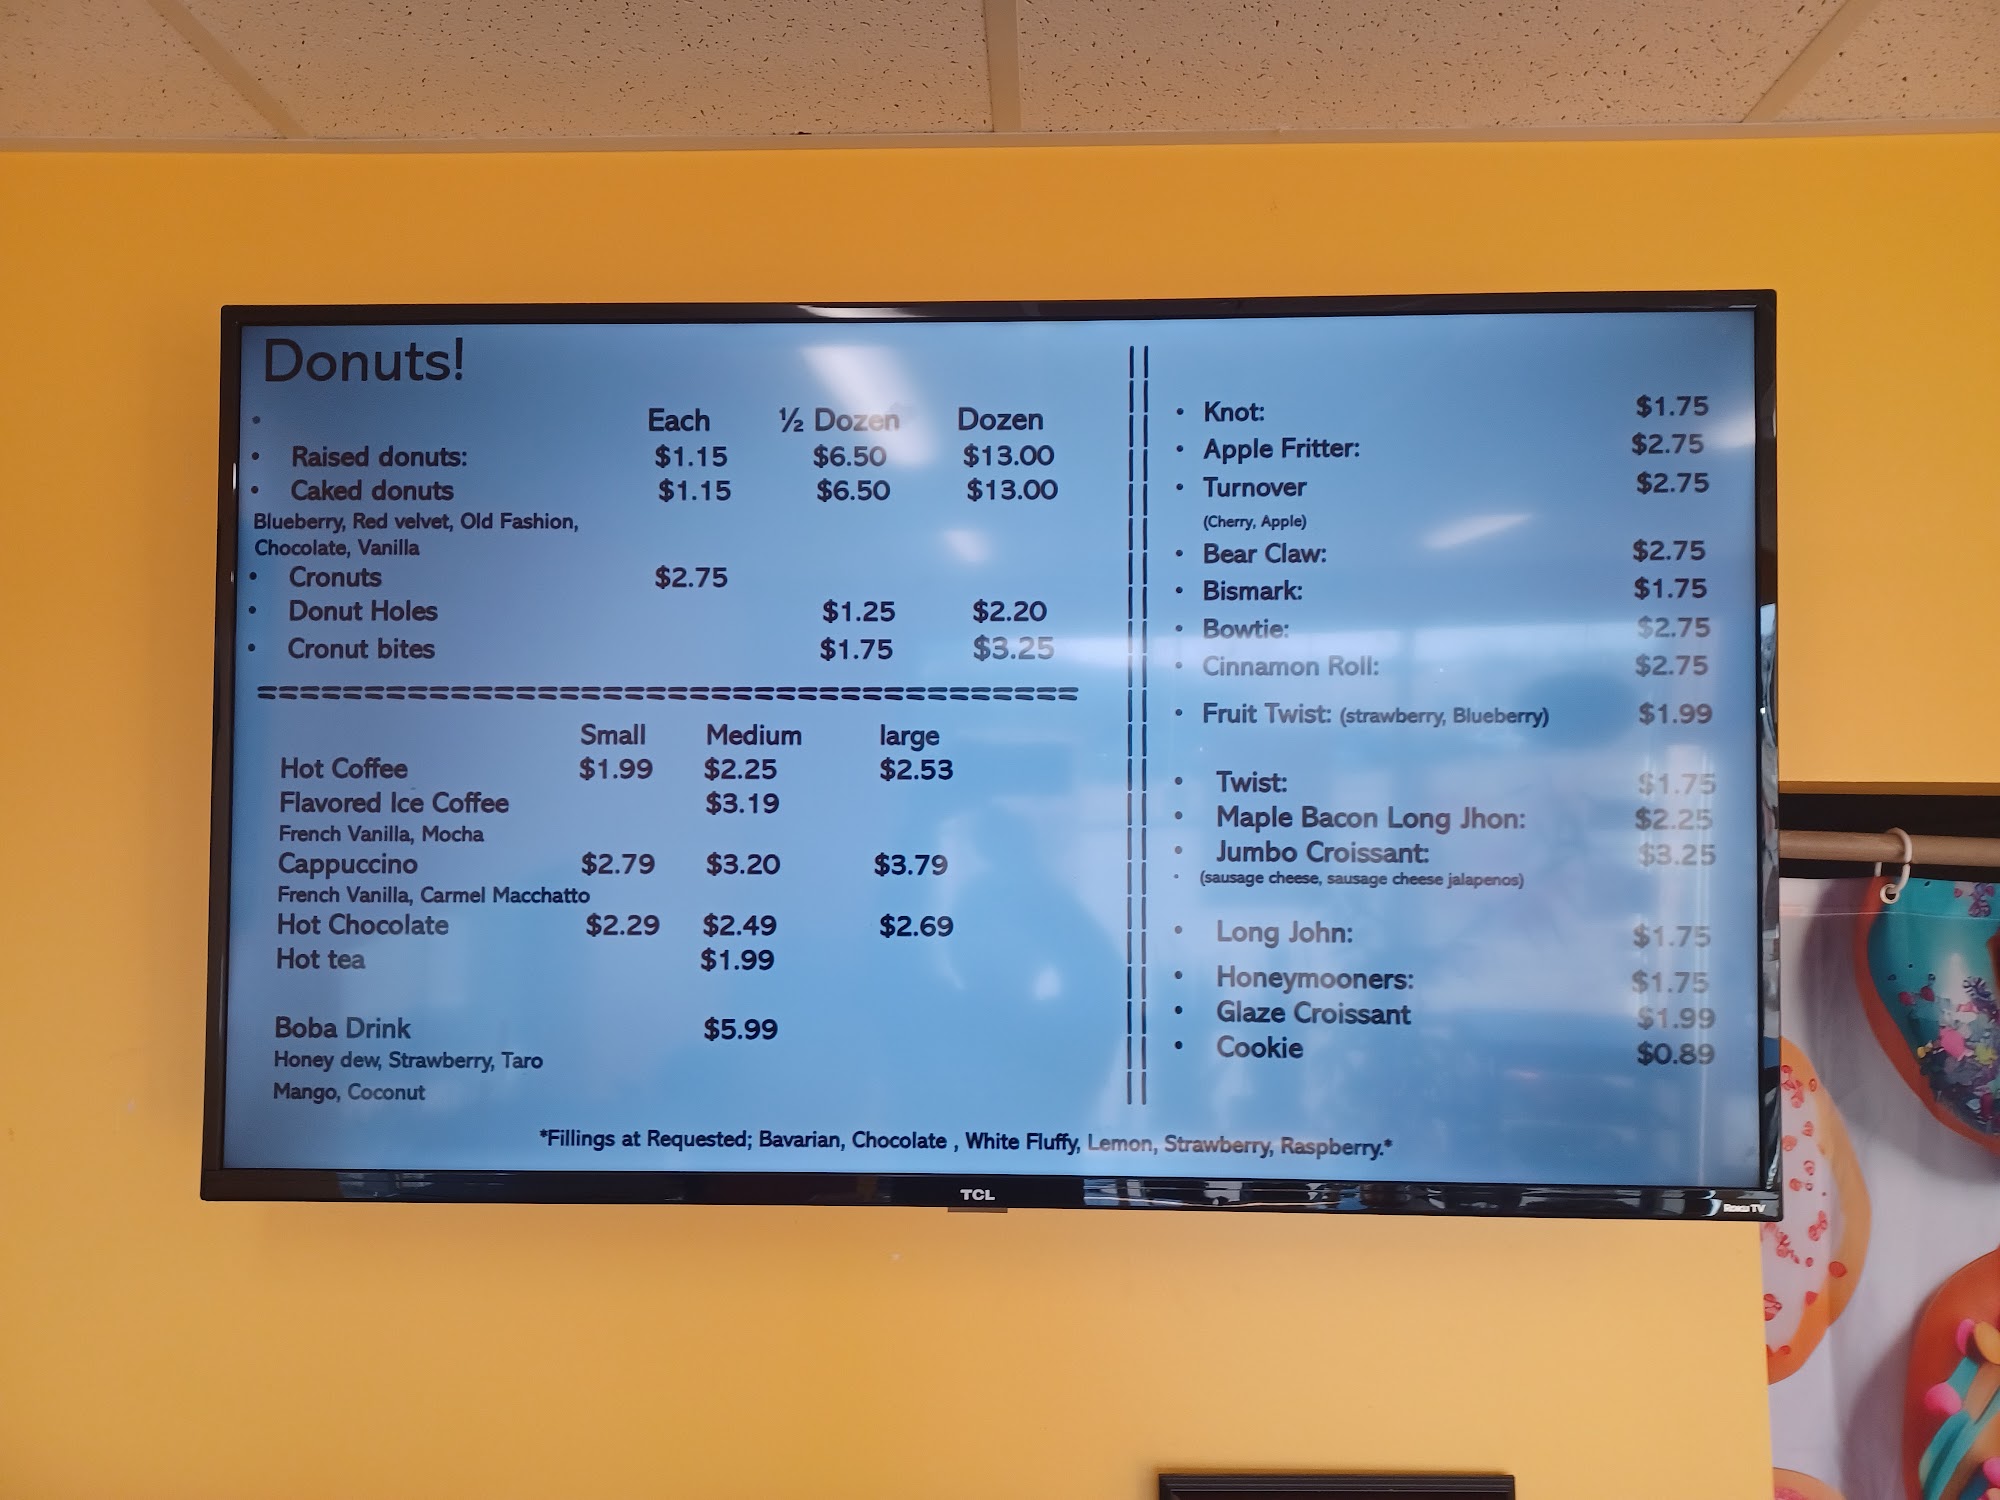 Donuts!
Each ½ Dozen Dozen
• Raised donuts: $1.15 $6.50 $13.00
• Caked donuts $1.15 $6.50 $13.00
Blueberry, Red velvet, Old Fashion,
Chocolate, Vanilla
• Cronuts $2.75
• Donut Holes $1.25 $2.20
• Cronut bites $1.75 $3.25
Small Medium large
Hot Coffee $1.99 $2.25 $2.53
Flavored Ice Coffee $3.19
French Vanilla, Mocha
Cappuccino $2.79 $3.20 $3.79
French Vanilla, Carmel Macchatto
Hot Chocolate $2.29 $2.49 $2.69
Hot tea $1.99
Boba Drink $5.99
Honey dew, Strawberry, Taro
Mango, Coconut
• Knot: $1.75
• Apple Fritter: $2.75
• Turnover $2.75
(Cherry, Apple)
• Bear Claw: $2.75
• Bismark: $1.75
• Bowtie: $2.75
• Cinnamon Roll: $2.75
• Fruit Twist: (strawberry, Blueberry) $1.99
• Twist: $1.75
• Maple Bacon Long Jhon: $2.25
• Jumbo Croissant: $3.25
• (sausage cheese, sausage cheese jalapenos)
• Long John: $1.75
• Honeymooners: $1.75
• Glaze Croissant $1.99
• Cookie $0.89
*Fillings at Requested; Bavarian, Chocolate , White Fluffy, Lemon, Strawberry, Raspberry.*
TCL
Roku TV